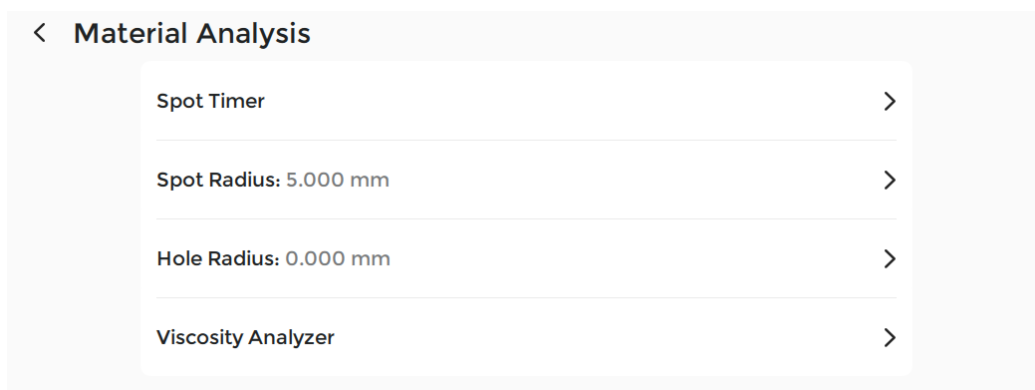 Material Analysis
Spot Timer
Spot Radius: 5.000 mm
Hole Radius: 0.000 mm
Viscosity Analyzer